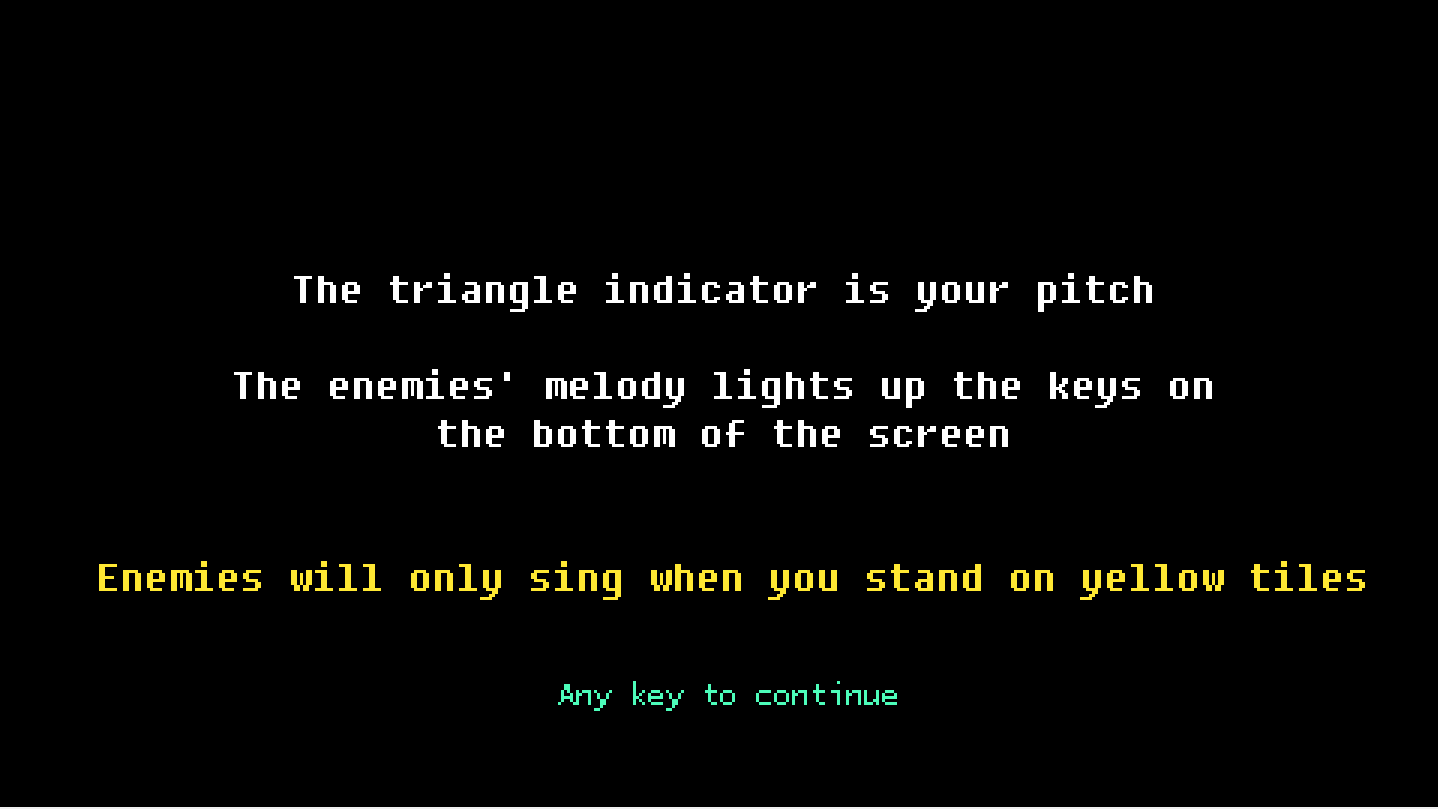 The triangle indicator is your pitch
The enemies' melody lights up the keys on
the bottom of the screen
Enemies will only sing when you stand on yellow tiles
Any key to continue